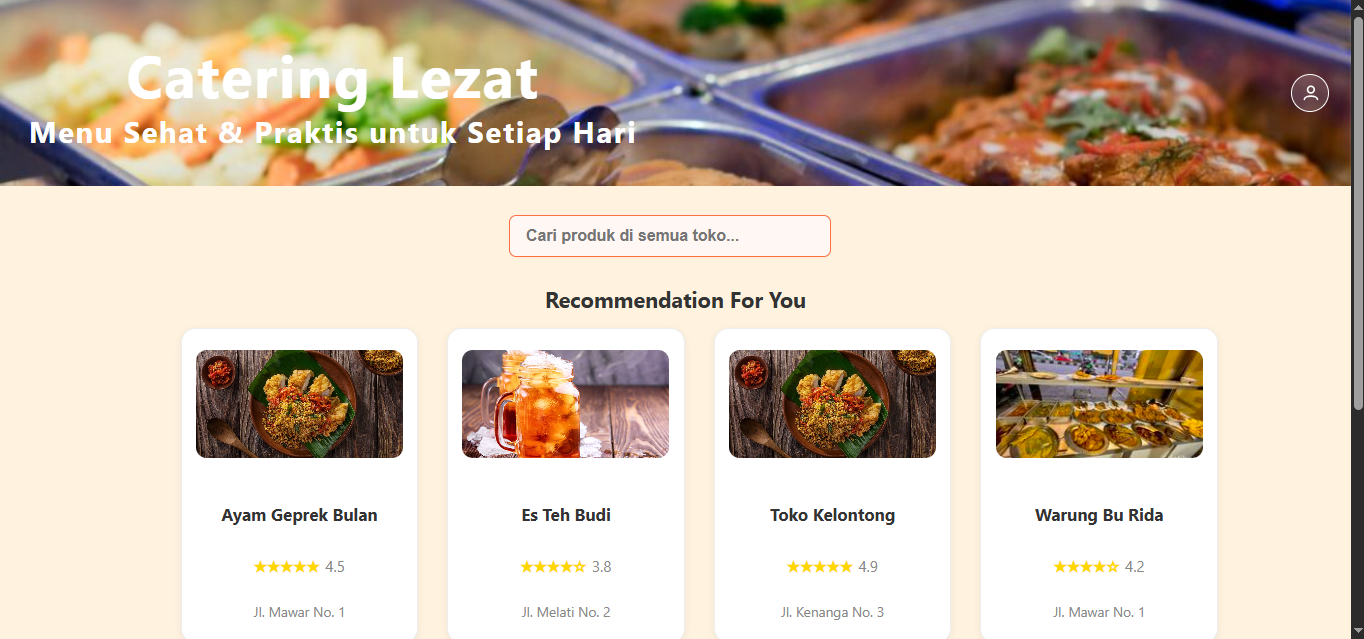 Catering Lezat
Menu Sehat & Praktis untuk Setiap Hari
Cari produk di semua toko...
Recommendation For You
Ayam Geprek Bulan
★★★★★ 4.5
Jl. Mawar No. 1
Es Teh Budi
★★★★☆ 3.8
Jl. Melati No. 2
Toko Kelontong
★★★★★ 4.9
Jl. Kenanga No. 3
Warung Bu Rida
★★★★☆ 4.2
Jl. Mawar No. 1